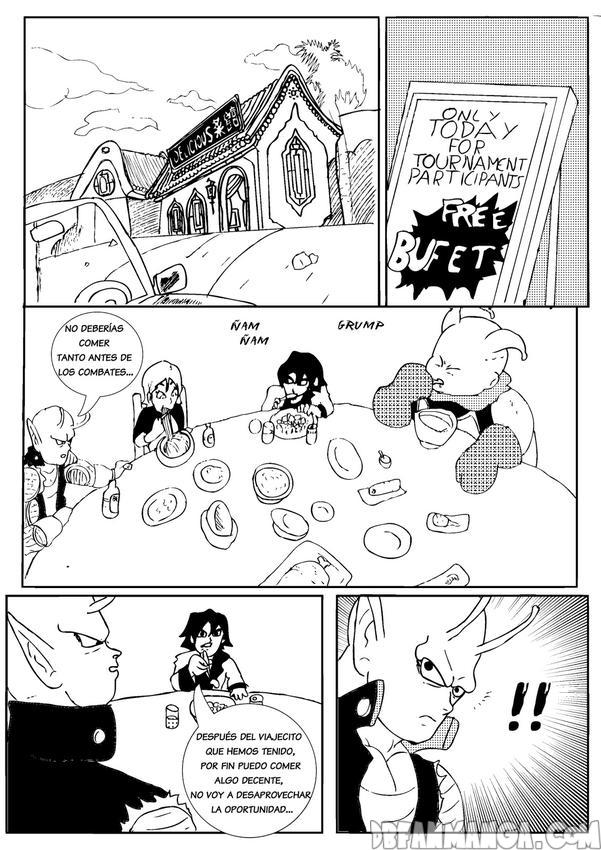 DELICIOUS
ONLY
TODAY
FOR
TOURNAMENT
PARTICIPANTS
FREE
BUFET
NO DEBERÍAS
COMER
TANTO ANTES DE
LOS COMBATES...
ÑAM
ÑAM
GRUMP
DESPUÉS DEL VIAJECITO
QUE HEMOS TENIDO,
POR FIN PUEDO COMER
ALGO DECENTE,
NO VOY A DESAPROVECHAR
LA OPORTUNIDAD...
!!
DBFANMANGA.COM